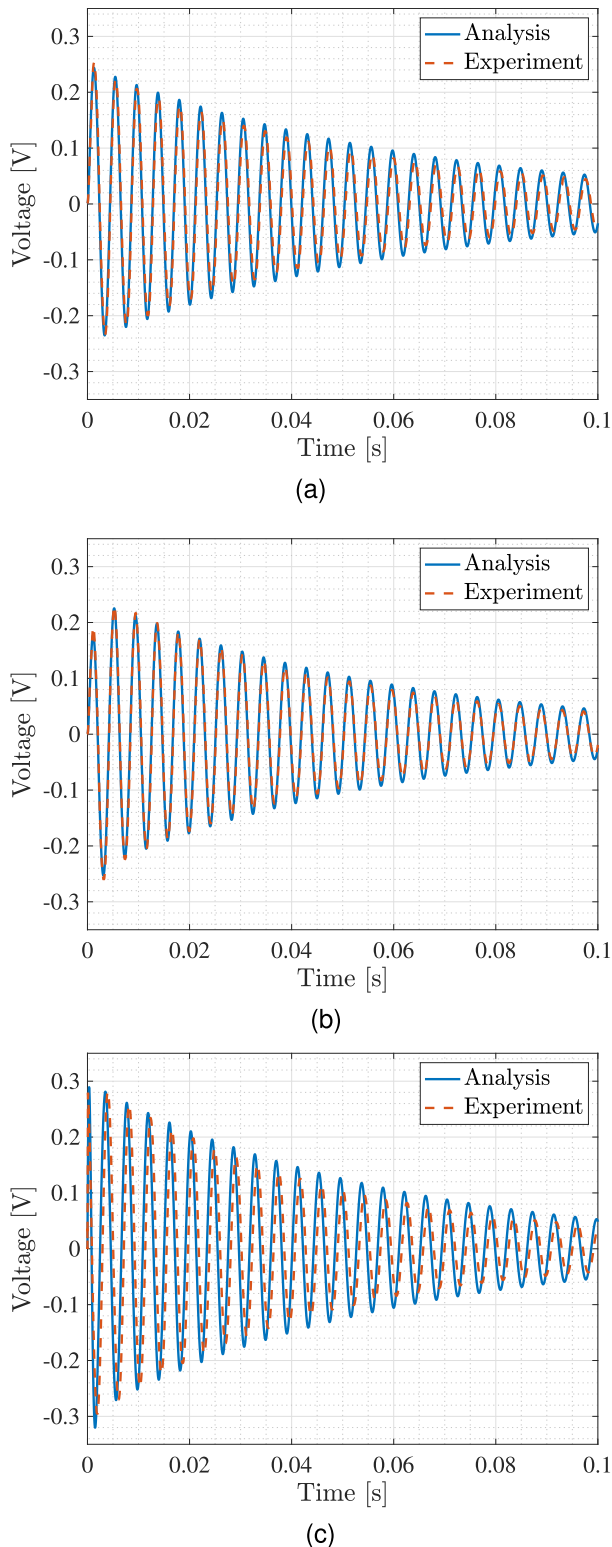 0.3
0.2
0.1
0
-0.1
-0.2
-0.3
Voltage [V]
Analysis
Experiment
0 0.02 0.04 0.06 0.08 0.1
Time [s]
(a)
0.3
0.2
0.1
0
-0.1
-0.2
-0.3
Voltage [V]
Analysis
Experiment
0 0.02 0.04 0.06 0.08 0.1
Time [s]
(b)
0.3
0.2
0.1
0
-0.1
-0.2
-0.3
Voltage [V]
Analysis
Experiment
0 0.02 0.04 0.06 0.08 0.1
Time [s]
(c)